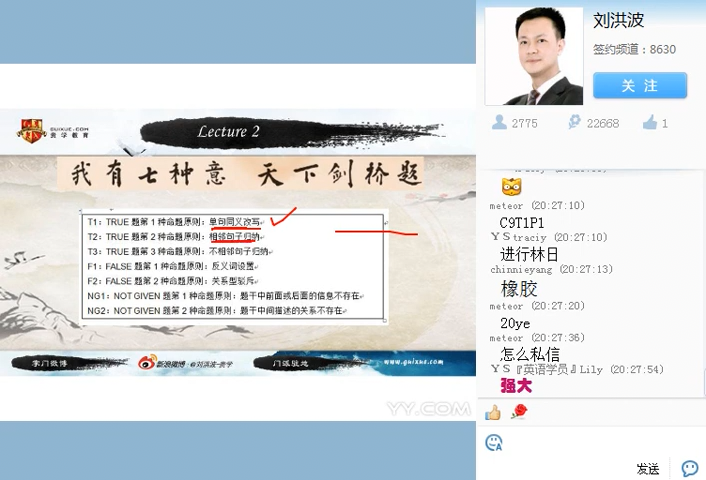 GUIXUE.COM
贵学教育
Lecture 2
我有七种意 天下剑桥题
T1：TRUE 题第 1 种命题原则：单句同义改写
T2：TRUE 题第 2 种命题原则：相邻句子归纳
T3：TRUE 题第 3 种命题原则：不相邻句子归纳
F1：FALSE 题第 1 种命题原则：反义词设置
F2：FALSE 题第 2 种命题原则：关系型驳斥
NG1：NOT GIVEN 题第 1 种命题原则：题干中前面或后面的信息不存在
NG2：NOT GIVEN 题第 2 种命题原则：题干中间描述的关系不存在
掌门微博
新浪微博：@刘洪波-贵学
门派驻地
www.guixue.com
YY.COM
刘洪波
签约频道：8630
关 注
2775
22668
1
meteor (20:27:10)
C9T1P1
YStraciy (20:27:10)
进行林日
chinnieyang (20:27:13)
橡胶
meteor (20:27:20)
20ye
meteor (20:27:36)
怎么私信
YS『英语学员』Lily (20:27:54)
强大
发送